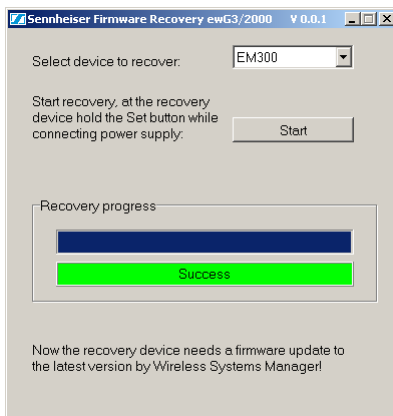 Sennheiser Firmware Recovery ewG3/2000 V 0.0.1
Select device to recover:
EM300
Start recovery, at the recovery
device hold the Set button while
connecting power supply:
Start
Recovery progress
Success
Now the recovery device needs a firmware update to
the latest version by Wireless Systems Manager!